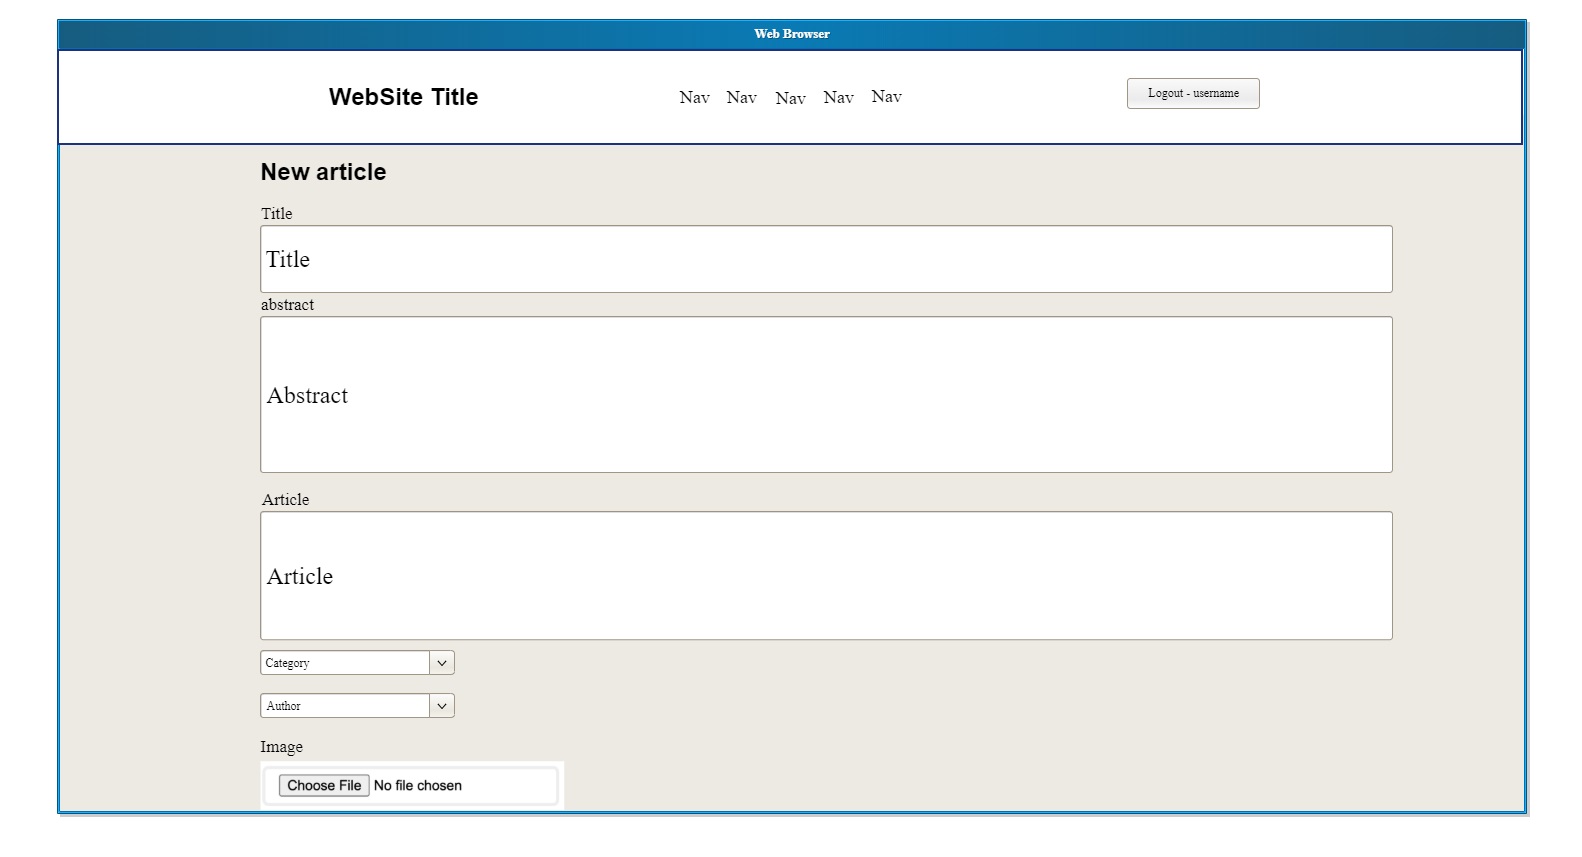 Web Browser
WebSite Title
Nav Nav Nav Nav Nav
Logout - username
New article
Title
Title
abstract
Abstract
Article
Article
Category
Author
Image
Choose File No file chosen